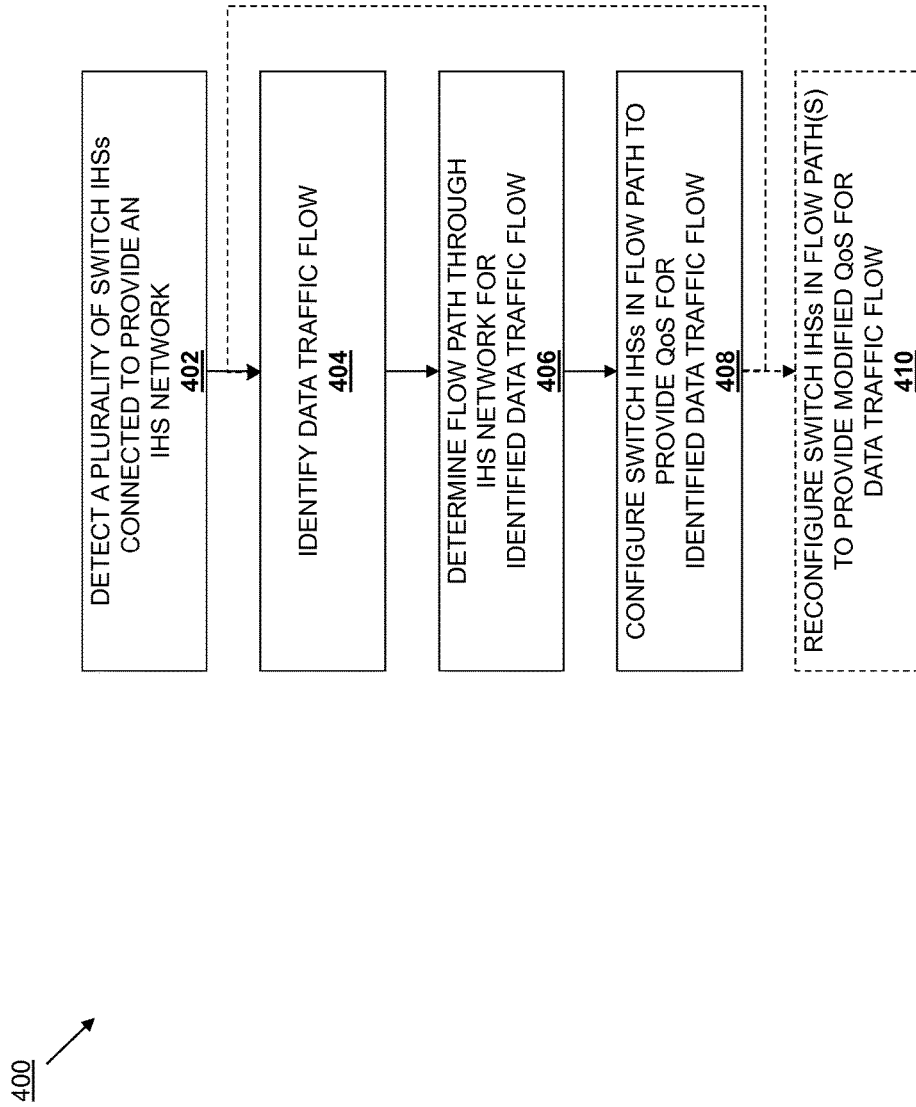 400
DETECT A PLURALITY OF SWITCH IHSs
CONNECTED TO PROVIDE AN
IHS NETWORK
402
IDENTIFY DATA TRAFFIC FLOW
404
DETERMINE FLOW PATH THROUGH
IHS NETWORK FOR
IDENTIFIED DATA TRAFFIC FLOW
406
CONFIGURE SWITCH IHSs IN FLOW PATH TO
PROVIDE QoS FOR
IDENTIFIED DATA TRAFFIC FLOW
408
RECONFIGURE SWITCH IHSs IN FLOW PATH(S)
TO PROVIDE MODIFIED QoS FOR
DATA TRAFFIC FLOW
410